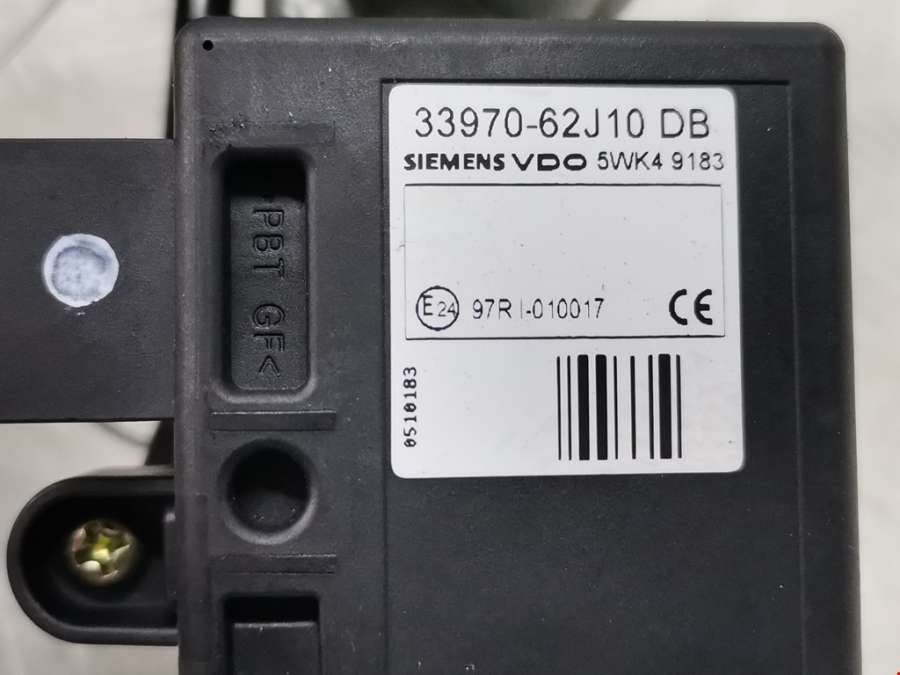 33970-62J10 DB
SIEMENS VDO 5WK4 9183
E24 97R I-010017 CE
0510183
PBT GF<